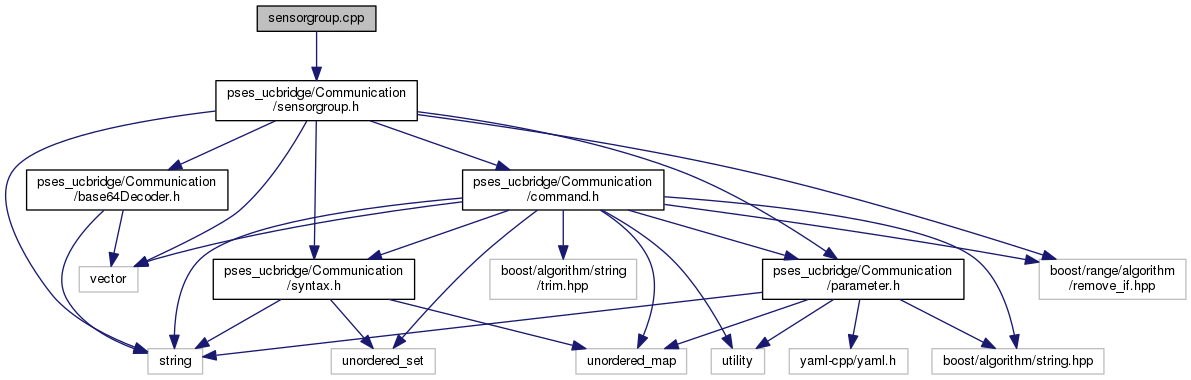 sensorgroup.cpp
pses_ucbridge/Communication
/sensorgroup.h
pses_ucbridge/Communication
/base64Decoder.h
pses_ucbridge/Communication
/command.h
vector
pses_ucbridge/Communication
/syntax.h
boost/algorithm/string
/trim.hpp
pses_ucbridge/Communication
/parameter.h
boost/range/algorithm
/remove_if.hpp
string
unordered_set
unordered_map
utility
yaml-cpp/yaml.h
boost/algorithm/string.hpp